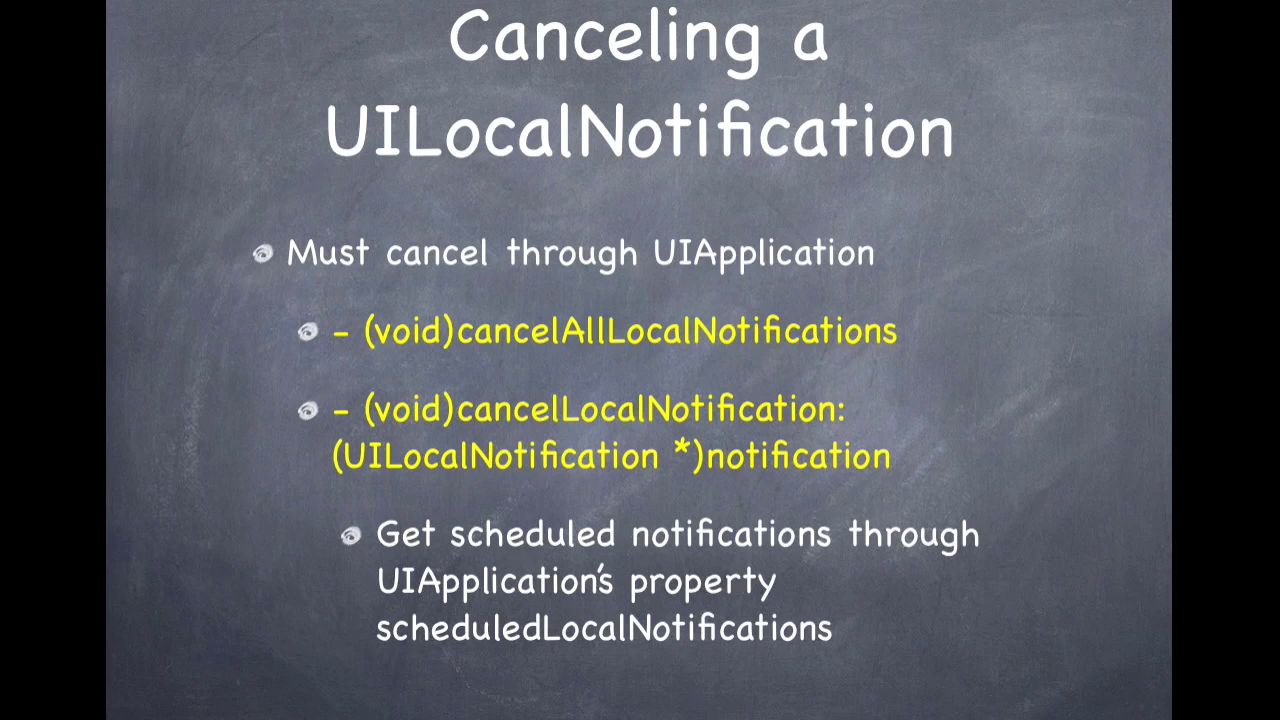 Canceling a
UILocalNotification
Must cancel through UIApplication
- (void)cancelAllLocalNotifications
- (void)cancelLocalNotification:
(UILocalNotification *)notification
Get scheduled notifications through
UIApplication's property
scheduledLocalNotifications